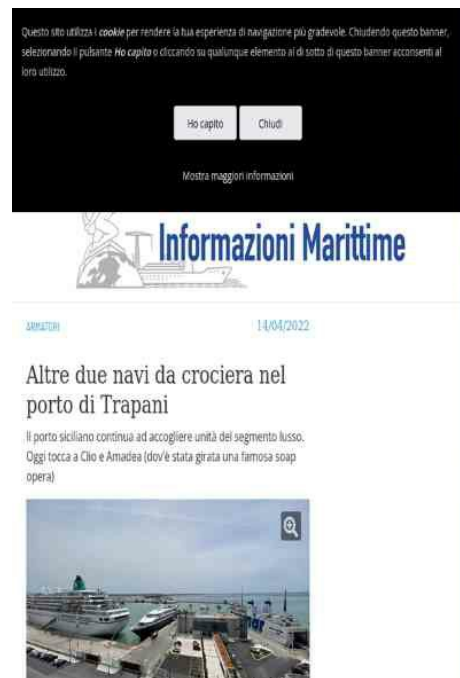 Questo sito utilizza i cookie per rendere la tua esperienza di navigazione più gradevole. Chiudendo questo banner,
selezionando il pulsante Ho capito o cliccando su qualunque elemento al di sotto di questo banner acconsenti al
loro utilizzo.
Ho capito
Chiudi
Mostra maggiori informazioni
Informazioni Marittime
ARMATORI
14/04/2022
Altre due navi da crociera nel
porto di Trapani
Il porto siciliano continua ad accogliere unità del segmento lusso.
Oggi tocca a Clio e Amadea (dov'è stata girata una famosa soap
opera)